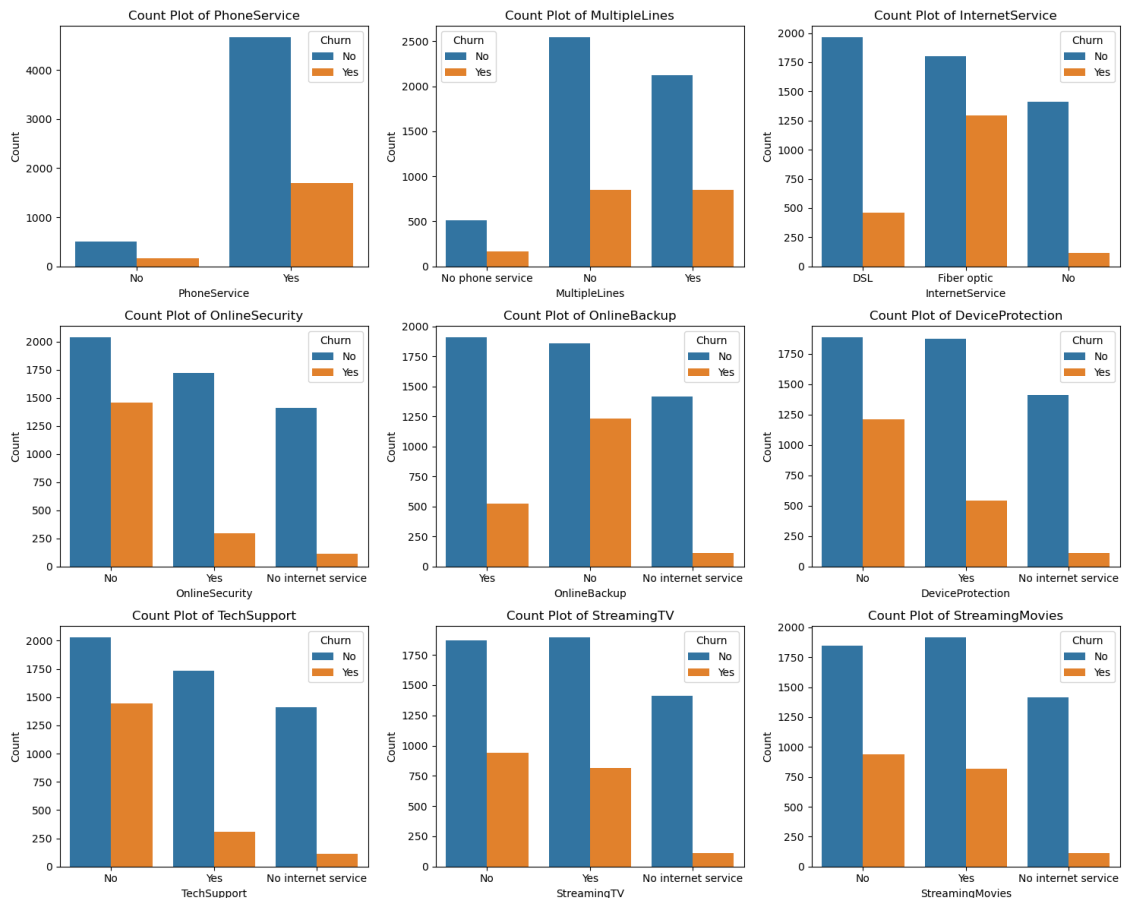 Count Plot of PhoneService
Churn
No
Yes
4000
3000
2000
1000
0
Count
No
Yes
PhoneService
Count Plot of MultipleLines
Churn
No
Yes
2500
2000
1500
1000
500
0
Count
No phone service
No
Yes
MultipleLines
Count Plot of InternetService
Churn
No
Yes
2000
1750
1500
1250
1000
750
500
250
0
Count
DSL
Fiber optic
No
InternetService
Count Plot of OnlineSecurity
Churn
No
Yes
2000
1750
1500
1250
1000
750
500
250
0
Count
No
Yes
No internet service
OnlineSecurity
Count Plot of OnlineBackup
Churn
No
Yes
2000
1750
1500
1250
1000
750
500
250
0
Count
Yes
No
No internet service
OnlineBackup
Count Plot of DeviceProtection
Churn
No
Yes
1750
1500
1250
1000
750
500
250
0
Count
No
Yes
No internet service
DeviceProtection
Count Plot of TechSupport
Churn
No
Yes
2000
1750
1500
1250
1000
750
500
250
0
Count
No
Yes
No internet service
TechSupport
Count Plot of StreamingTV
Churn
No
Yes
1750
1500
1250
1000
750
500
250
0
Count
No
Yes
No internet service
StreamingTV
Count Plot of StreamingMovies
Churn
No
Yes
2000
1750
1500
1250
1000
750
500
250
0
Count
No
Yes
No internet service
StreamingMovies